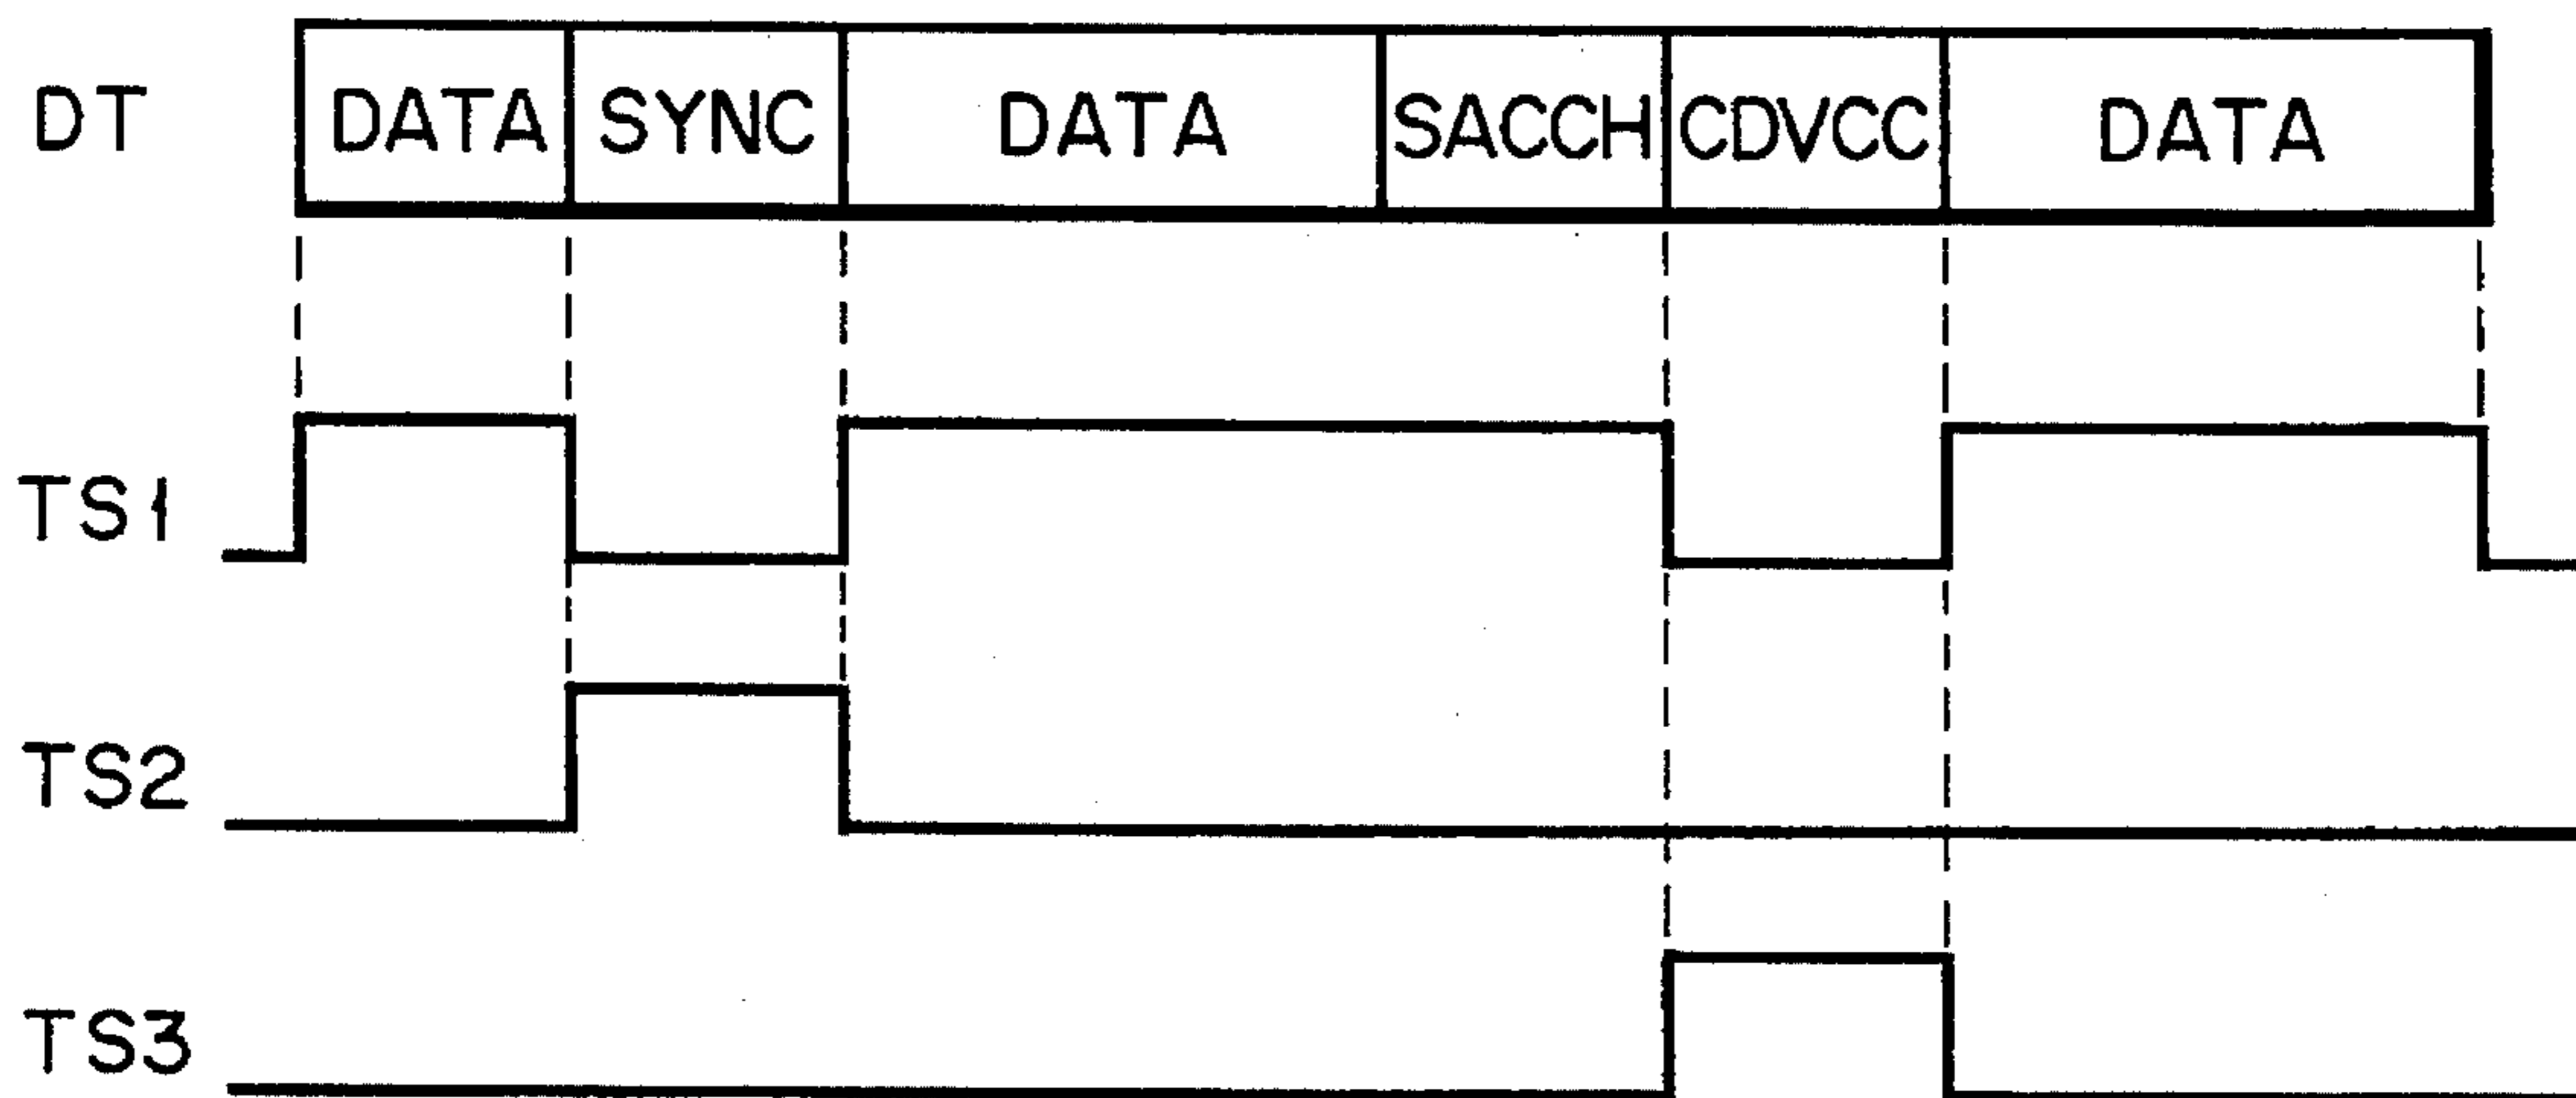 DT DATA SYNC DATA SACCH CDVCC DATA
TS1
TS2
TS3